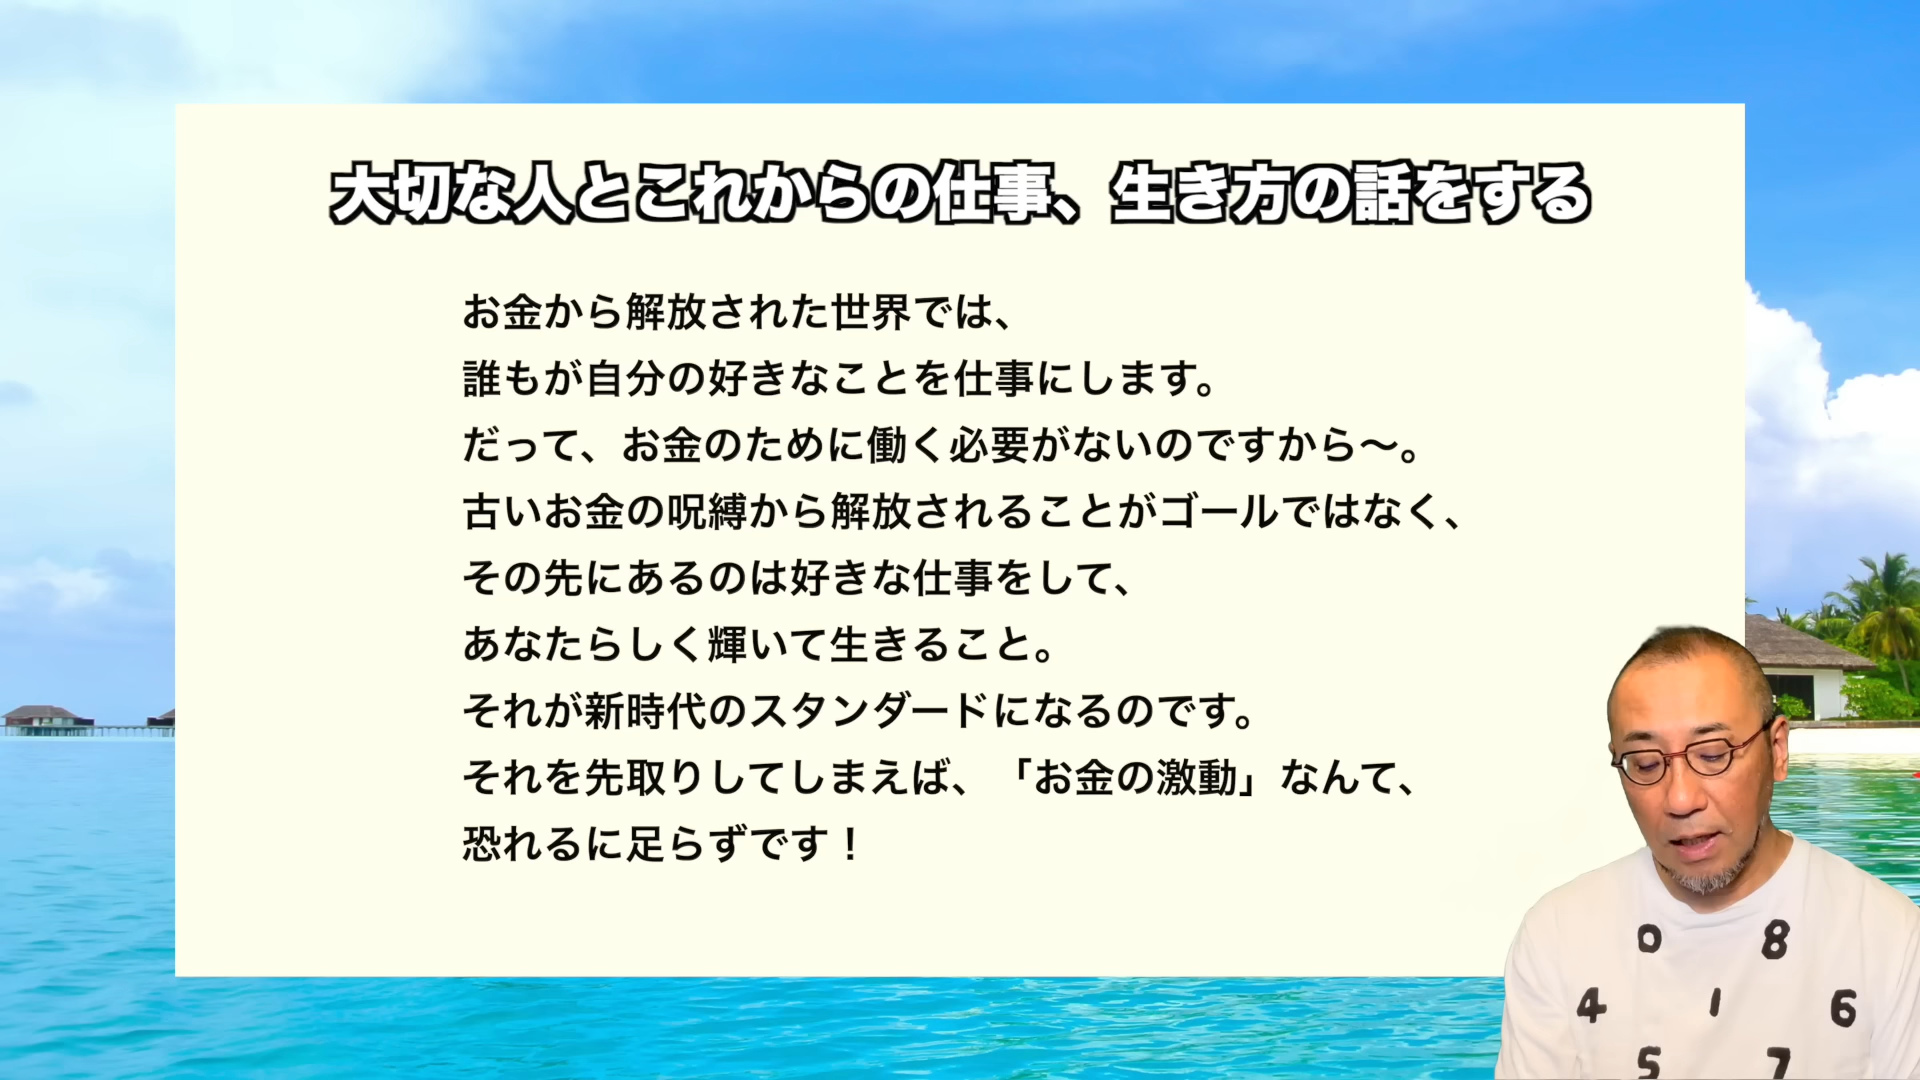 大切な人とこれからの仕事、生き方の話をする
お金から解放された世界では、
誰もが自分の好きなことを仕事にします。
だって、お金のために働く必要がないのですから〜。
古いお金の呪縛から解放されることがゴールではなく、
その先にあるのは好きな仕事をして、
あなたらしく輝いて生きること。
それが新時代のスタンダードになるのです。
それを先取りしてしまえば、「お金の激動」なんて、
恐れるに足らずです！
0 8
4 1 6
5 7